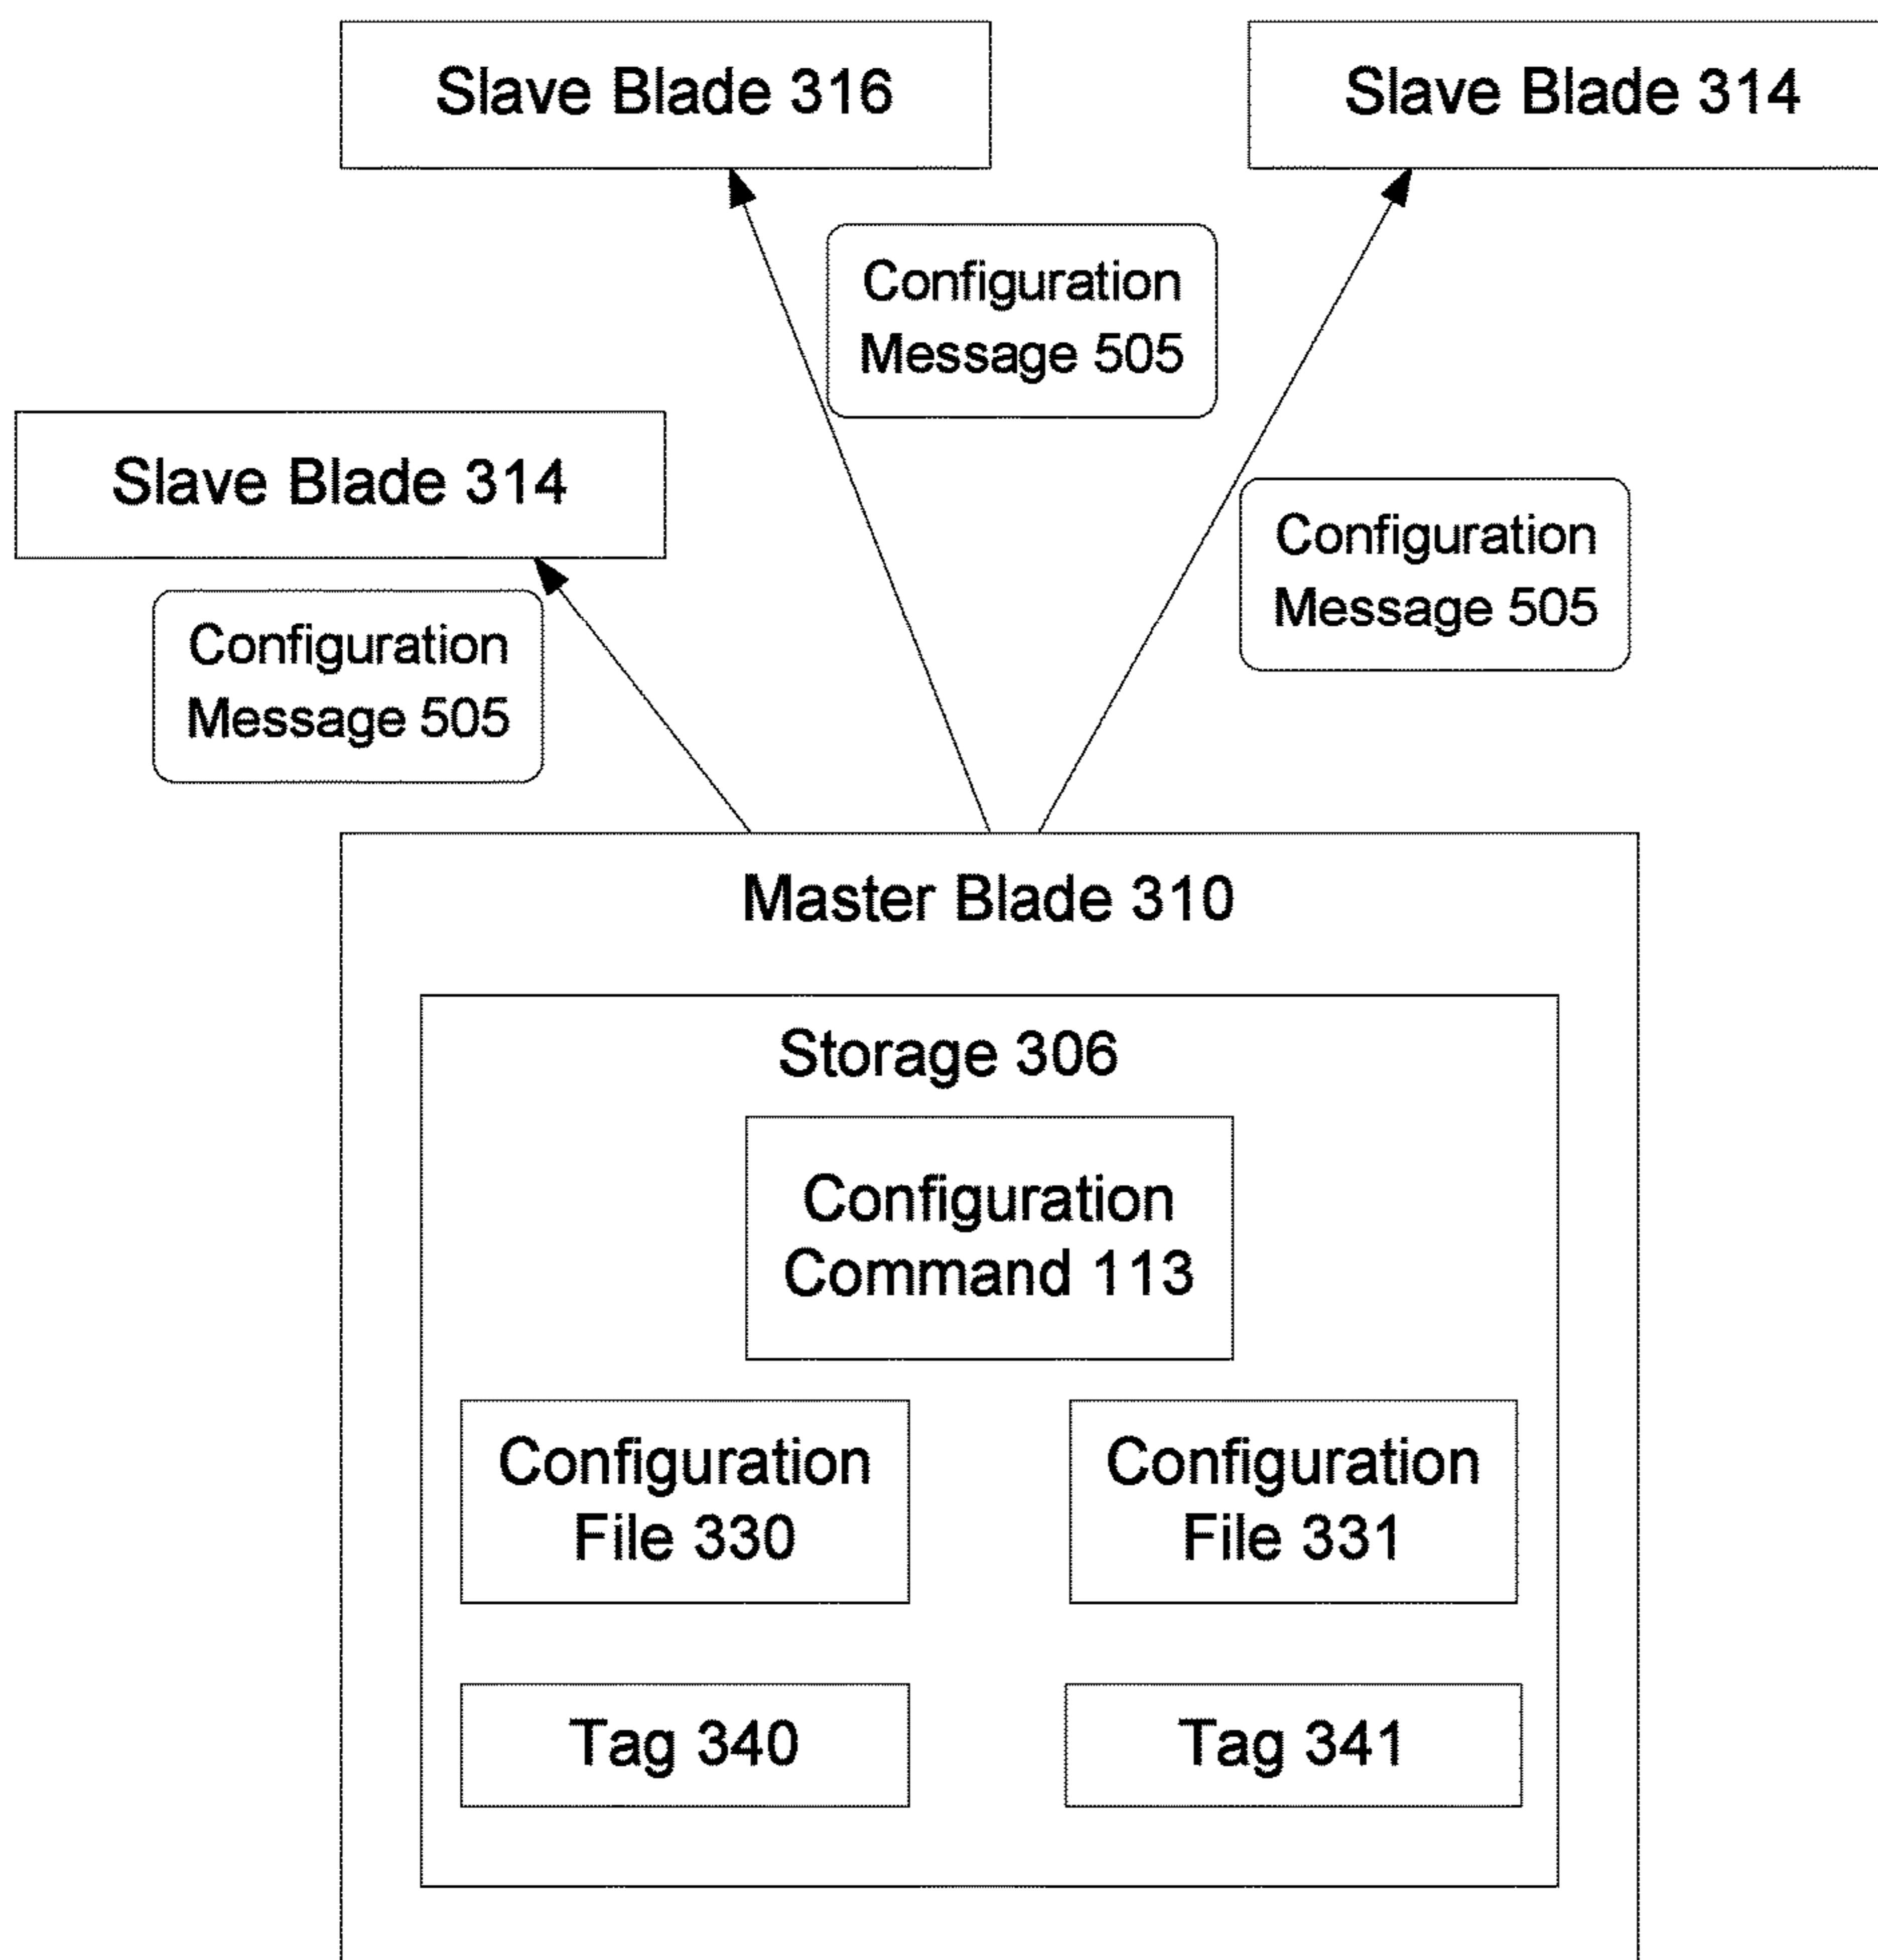 Slave Blade 316
Slave Blade 314
Configuration
Message 505
Slave Blade 314
Configuration
Message 505
Configuration
Message 505
Master Blade 310
Storage 306
Configuration
Command 113
Configuration
File 330
Configuration
File 331
Tag 340
Tag 341